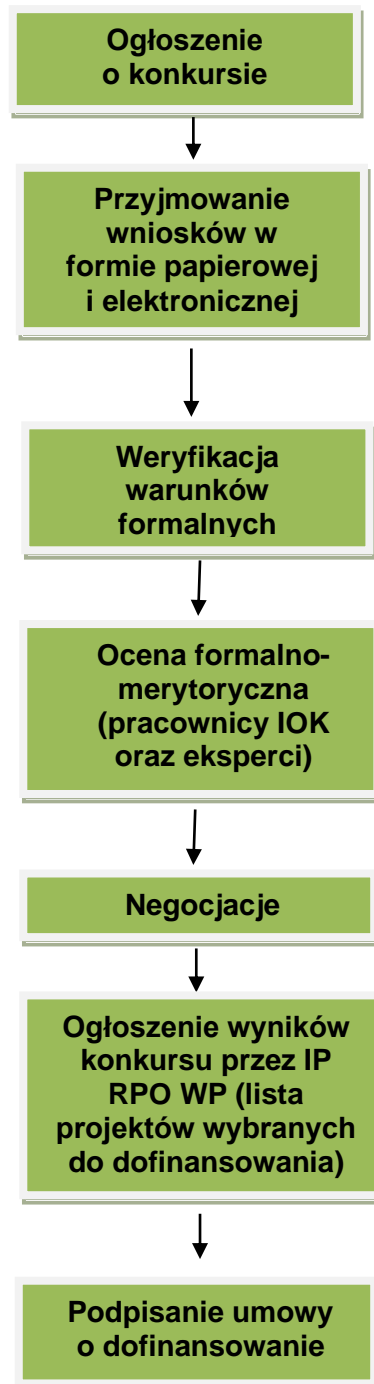 Ogłoszenie
o konkursie
Przyjmowanie
wniosków w
formie papierowej
i elektronicznej
Weryfikacja
warunków
formalnych
Ocena formalno-
merytoryczna
(pracownicy IOK
oraz eksperci)
Negocjacje
Ogłoszenie wyników
konkursu przez IP
RPO WP (lista
projektów wybranych
do dofinansowania)
Podpisanie umowy
o dofinansowanie